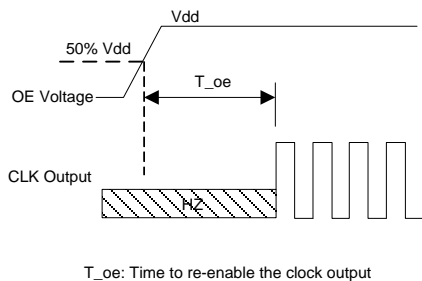 Vdd
50% Vdd
T_oe
OE Voltage
CLK Output
HZ
T_oe: Time to re-enable the clock output